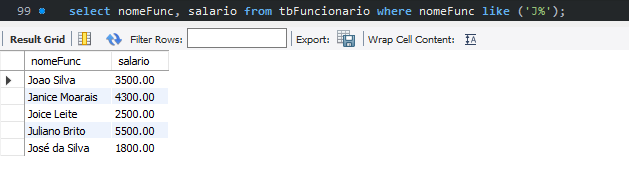 99 select nomeFunc, salario from tbFuncionario where nomeFunc like ('J%');
Result Grid Filter Rows: Export: Wrap Cell Content:
nomeFunc salario
Joao Silva 3500.00
Janice Moarais 4300.00
Joice Leite 2500.00
Juliano Brito 5500.00
José da Silva 1800.00